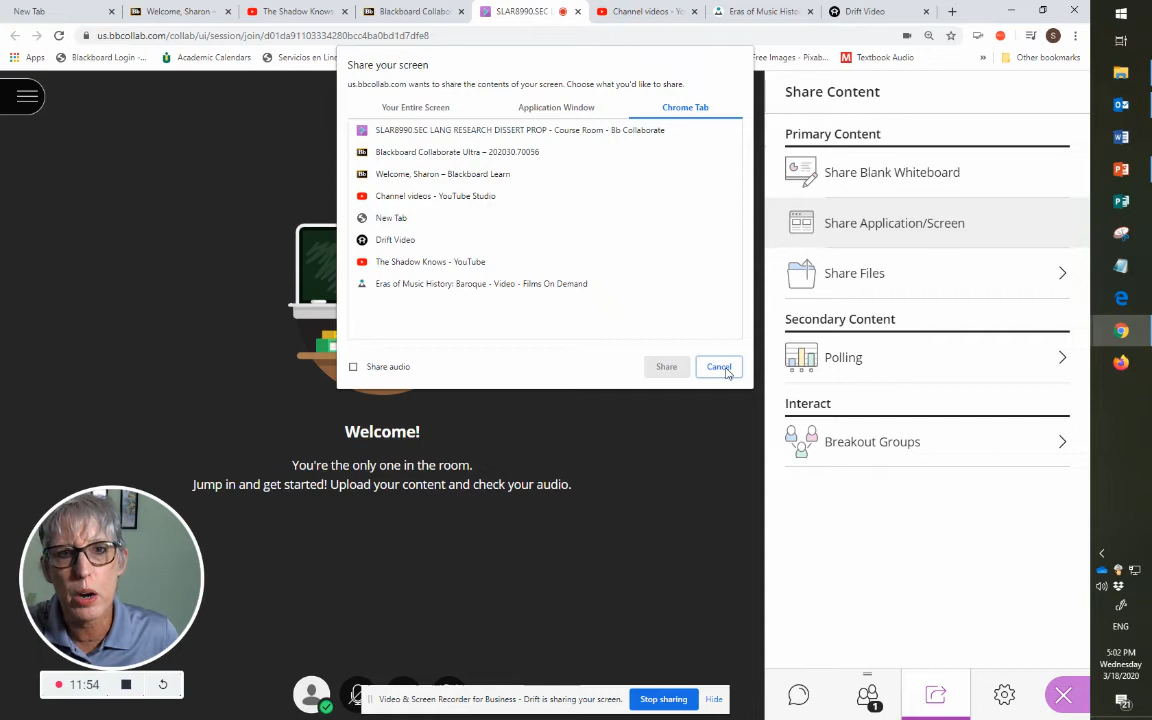 New Tab
Welcome, Sharon –
The Shadow Knows
Blackboard Collabo
SLAR8990.SEC L
Channel videos - Yo
Eras of Music Histo
Drift Video
us.bbcollab.com/collab/ui/session/join/d01da91103334280bcc4ba0bd1d7dfe8
S
Apps
Blackboard Login -...
Academic Calendars
Servicios en Lin
ee Images - Pixab...
Textbook Audio
»
Other bookmarks
Share your screen
us.bbcollab.com wants to share the contents of your screen. Choose what you'd like to share.
Your Entire Screen
Application Window
Chrome Tab
SLAR8990.SEC LANG RESEARCH DISSERT PROP - Course Room - Bb Collaborate
Blackboard Collaborate Ultra – 202030.70056
Welcome, Sharon – Blackboard Learn
Channel videos - YouTube Studio
New Tab
Drift Video
The Shadow Knows - YouTube
Eras of Music History: Baroque - Video - Films On Demand
Share audio
Share
Cancel
Share Content
Primary Content
Share Blank Whiteboard
Share Application/Screen
Share Files
Secondary Content
Polling
Interact
Breakout Groups
Welcome!
You're the only one in the room.
Jump in and get started! Upload your content and check your audio.
11:54
Video & Screen Recorder for Business - Drift is sharing your screen.
Stop sharing
Hide
1
ENG
5:02 PM
Wednesday
3/18/2020
21